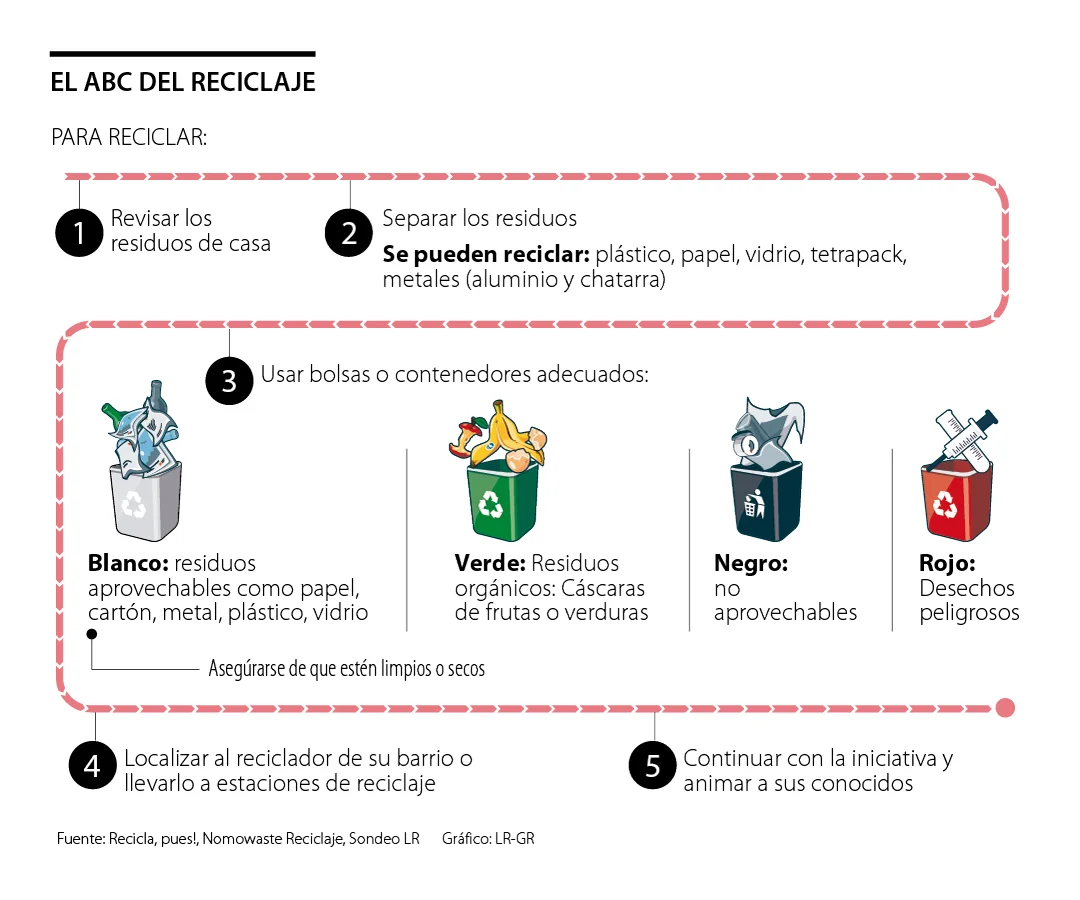 EL ABC DEL RECICLAJE
PARA RECICLAR:
1
Revisar los
residuos de casa
2
Separar los residuos
Se pueden reciclar: plástico, papel, vidrio, tetrapack,
metales (aluminio y chatarra)
3
Usar bolsas o contenedores adecuados:
Blanco: residuos
aprovechables como papel,
cartón, metal, plástico, vidrio
Asegúrarse de que estén limpios o secos
Verde: Residuos
orgánicos: Cáscaras
de frutas o verduras
Negro:
no
aprovechables
Rojo:
Desechos
peligrosos
4
Localizar al reciclador de su barrio o
llevarlo a estaciones de reciclaje
5
Continuar con la iniciativa y
animar a sus conocidos
Fuente: Recicla, pues!, Nomowaste Reciclaje, Sondeo LR Gráfico: LR-GR